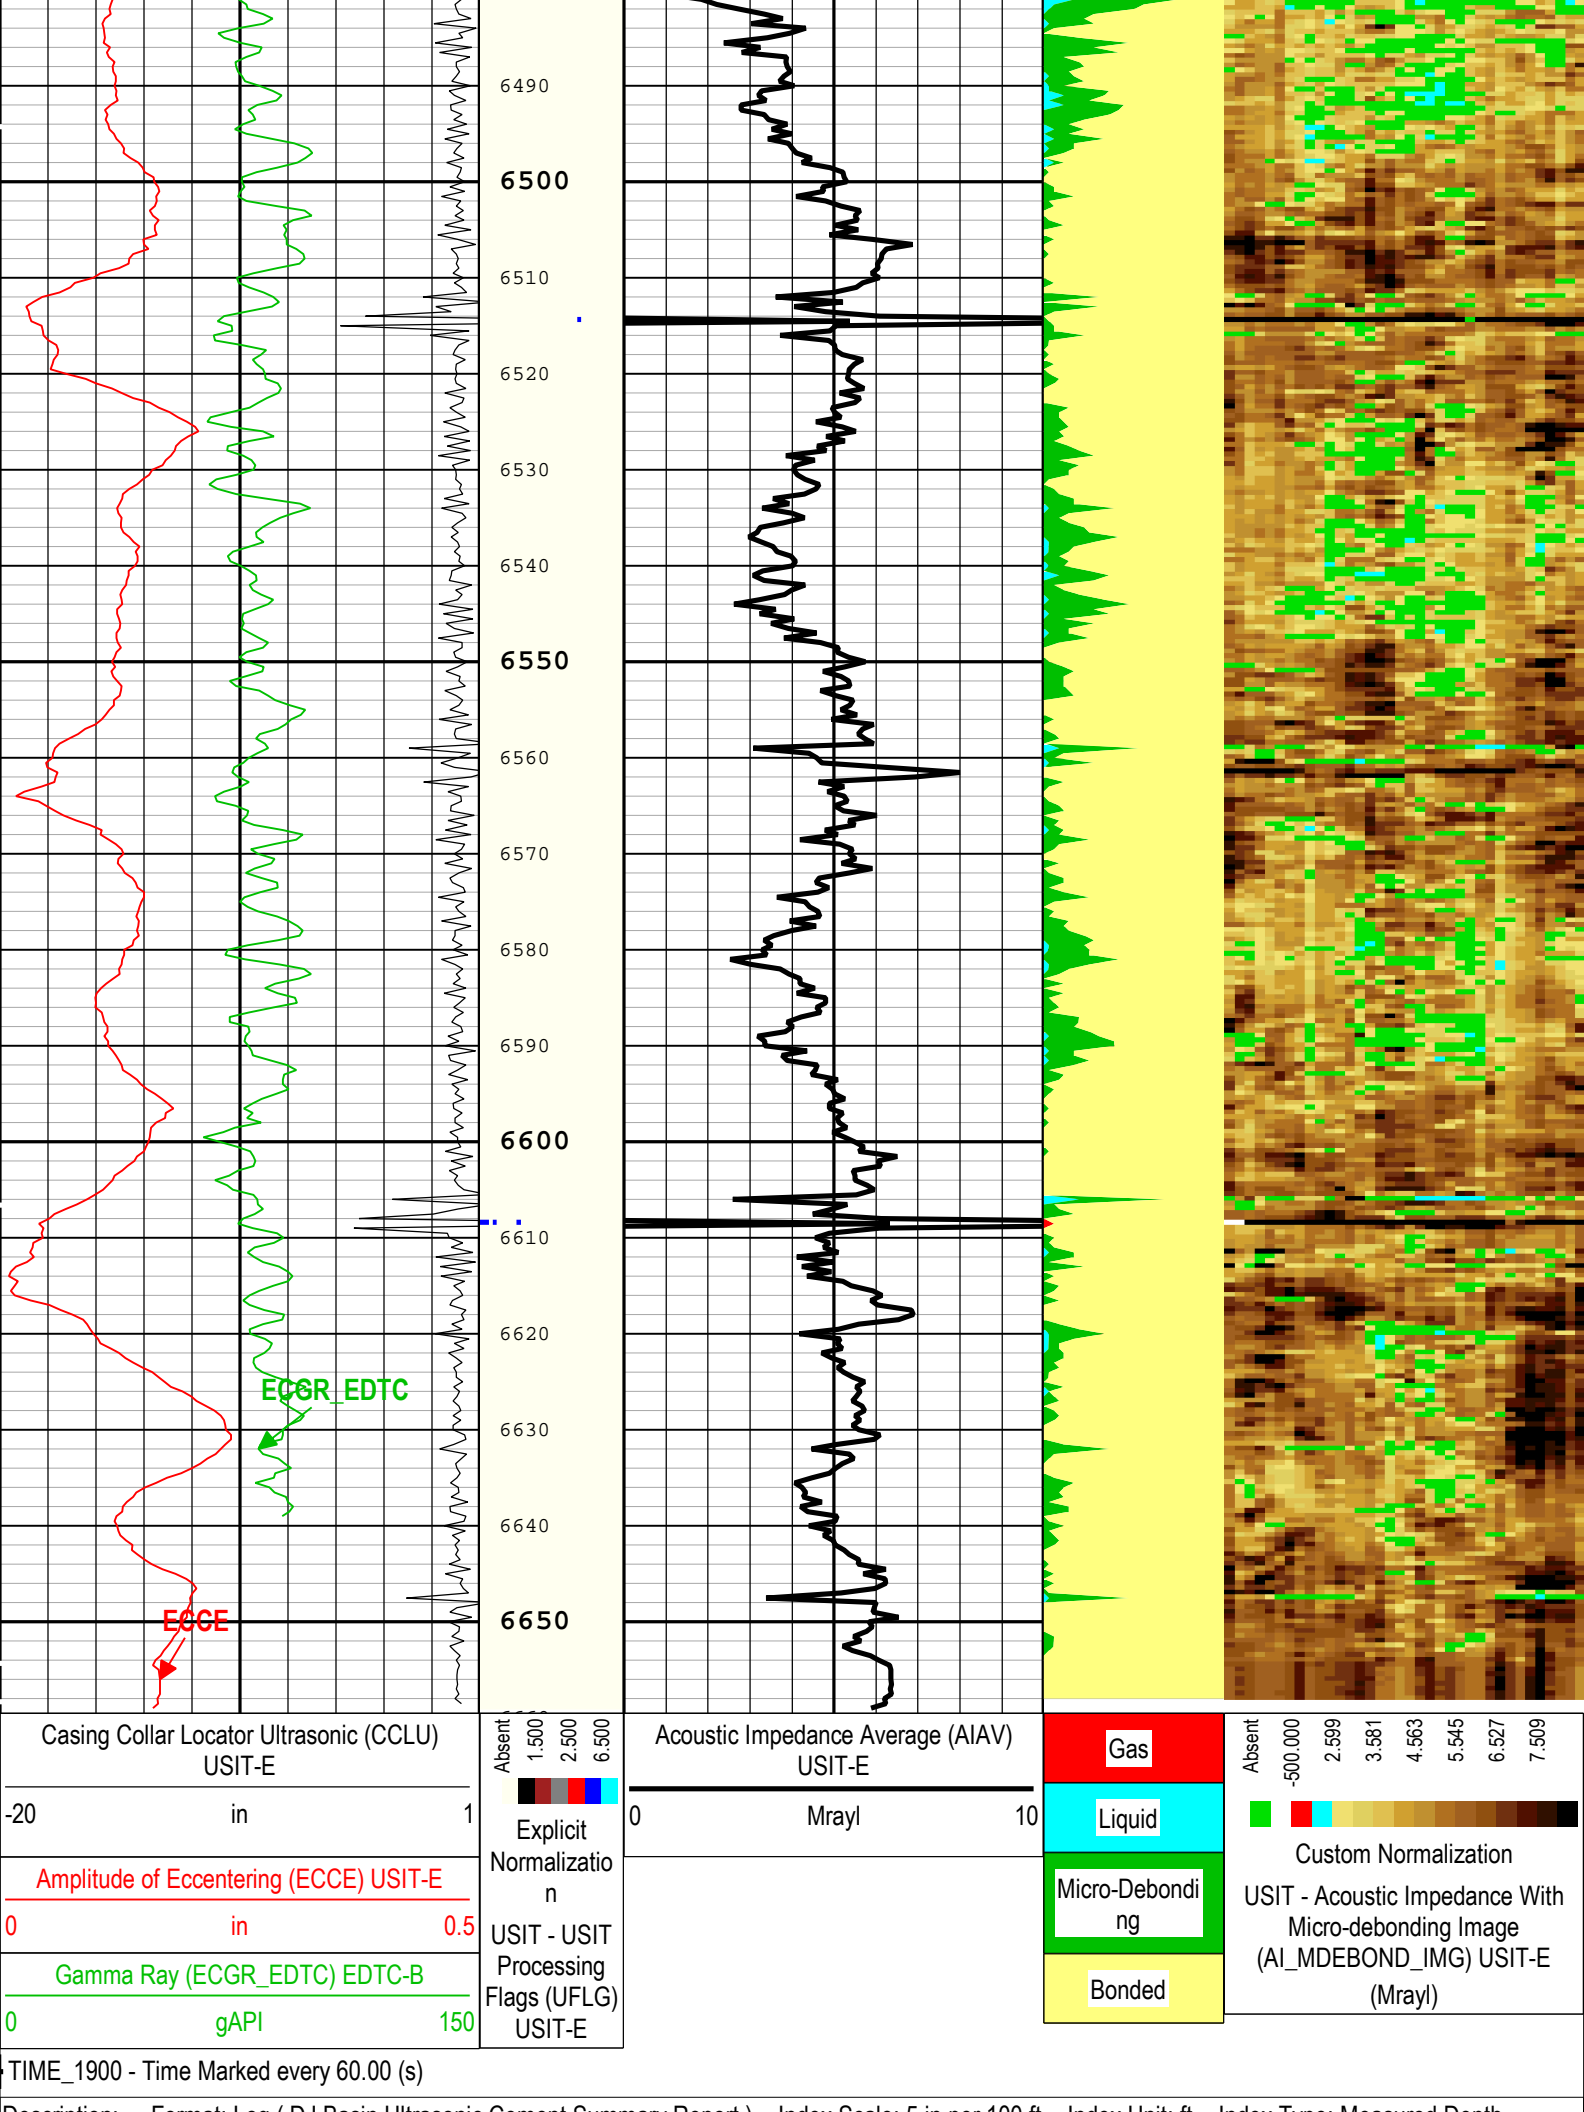 6490
6500
6510
6520
6530
6540
6550
6560
6570
6580
6590
6600
6610
6620
ECGR_EDTC
6630
6640
ECCE
6650
Casing Collar Locator Ultrasonic (CCLU)
USIT-E
-20 in 1
Amplitude of Eccentering (ECCE) USIT-E
0 in 0.5
Gamma Ray (ECGR_EDTC) EDTC-B
0 gAPI 150
Absent 1.500 2.500 6.500
Explicit
Normalizatio
n
USIT - USIT
Processing
Flags (UFLG)
USIT-E
Acoustic Impedance Average (AIAV)
USIT-E
0 Mrayl 10
Gas
Liquid
Micro-Debondi
ng
Bonded
Absent -500.000 2.599 3.581 4.563 5.545 6.527 7.509
Custom Normalization
USIT - Acoustic Impedance With
Micro-debonding Image
(AI_MDEBOND_IMG) USIT-E
(Mrayl)
TIME_1900 - Time Marked every 60.00 (s)